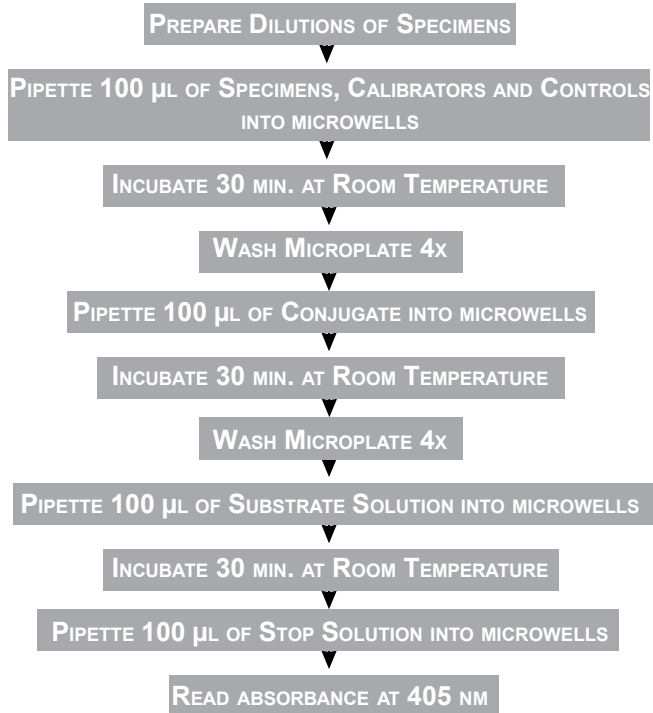 Prepare Dilutions of Specimens
Pipette 100 µl of Specimens, Calibrators and Controls
into microwells
Incubate 30 min. at Room Temperature
Wash Microplate 4x
Pipette 100 µl of Conjugate into microwells
Incubate 30 min. at Room Temperature
Wash Microplate 4x
Pipette 100 µl of Substrate Solution into microwells
Incubate 30 min. at Room Temperature
Pipette 100 µl of Stop Solution into microwells
Read absorbance at 405 nm